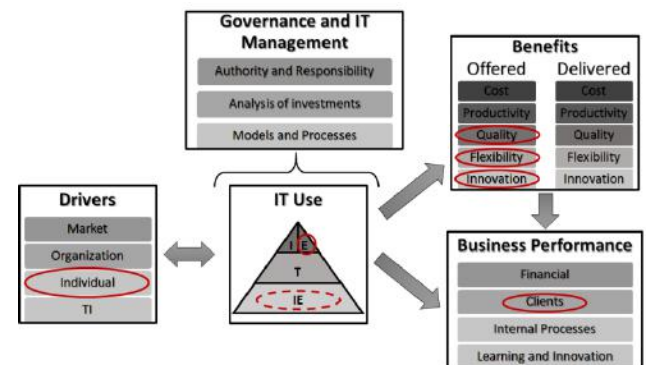 Governance and IT
Management
Authority and Responsibility
Analysis of investments
Models and Processes
Benefits
Offered Delivered
Cost Cost
Productivity Productivity
Quality Quality
Flexibility Flexibility
Innovation Innovation
Drivers
Market
Organization
Individual
TI
IT Use
I E
T
IE
Business Performance
Financial
Clients
Internal Processes
Learning and Innovation